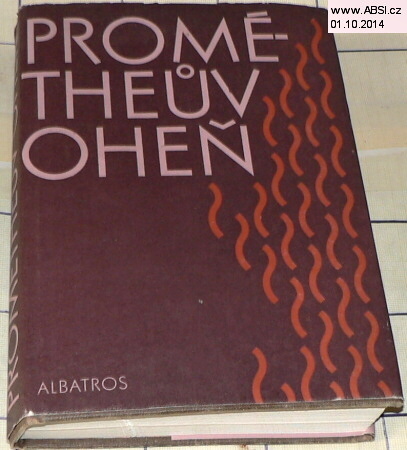 www.ABSi.cz
01.10.2014
PROMÉ-
THEŮV
OHEŇ
ALBATROS